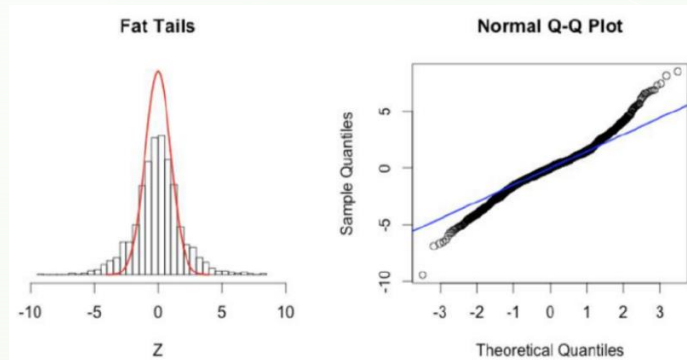 Fat Tails
-10 -5 0 5 10
Z
Normal Q-Q Plot
Sample Quantiles
5
0
-5
-10
-3 -2 -1 0 1 2 3
Theoretical Quantiles